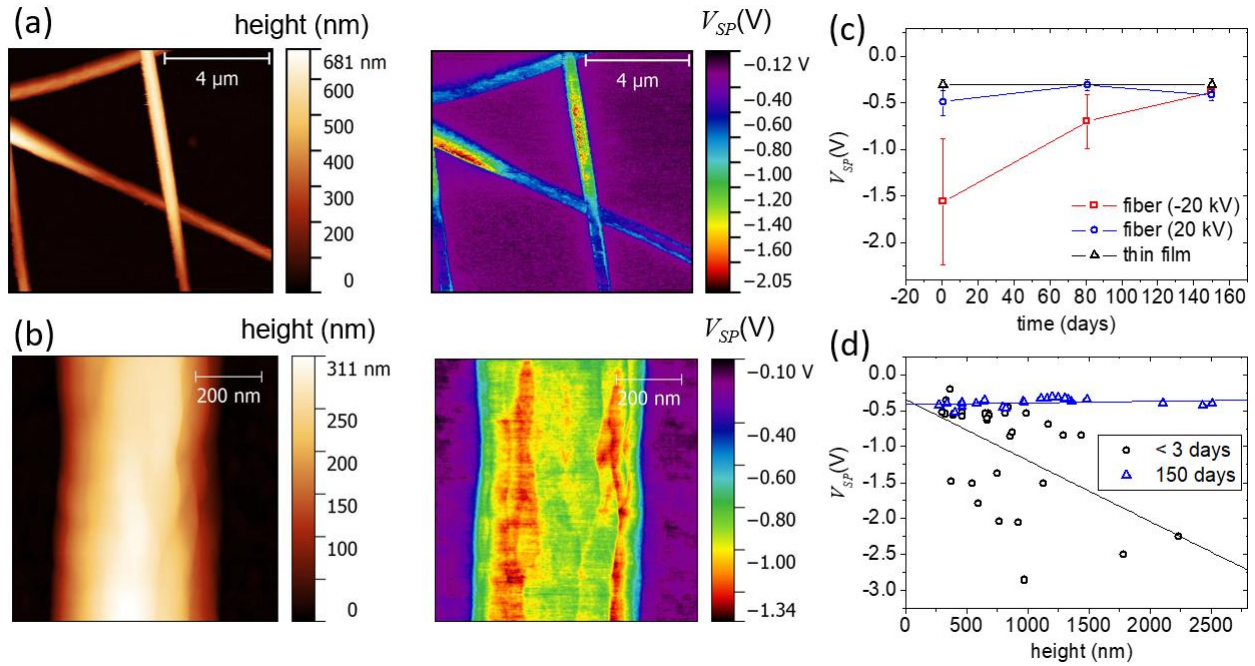 (a)
height (nm)
4 µm
681 nm
600
500
400
300
200
100
0
V_SP(V)
4 µm
−0.12 V
−0.40
−0.60
−0.80
−1.00
−1.20
−1.40
−1.60
−2.05
(c)
0.0
-0.5
-1.0
-1.5
-2.0
V_SP(V)
fiber (-20 kV)
fiber (20 kV)
thin film
-20 0 20 40 60 80 100 120 140 160
time (days)
(b)
height (nm)
200 nm
311 nm
250
200
150
100
0
V_SP(V)
200 nm
−0.10 V
−0.40
−0.60
−0.80
−1.00
−1.34
(d)
0.0
-0.5
-1.0
-1.5
-2.0
-2.5
-3.0
V_SP(V)
< 3 days
150 days
0 500 1000 1500 2000 2500
height (nm)